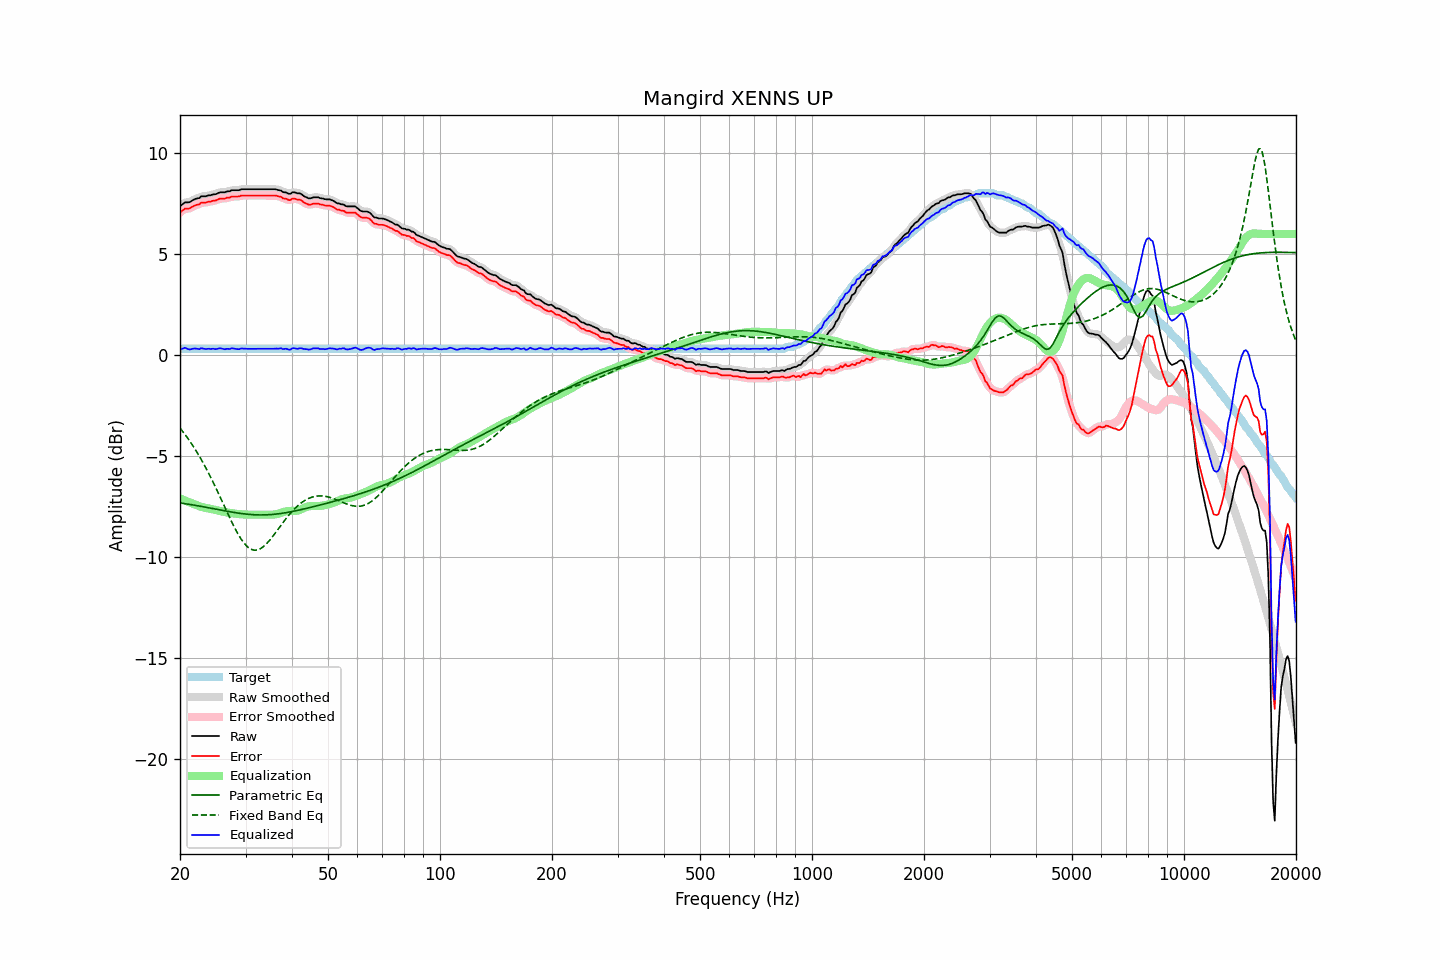 Mangird XENNS UP
Amplitude (dBr)
10
5
0
−5
−10
−15
−20
Target
Raw Smoothed
Error Smoothed
Raw
Error
Equalization
Parametric Eq
Fixed Band Eq
Equalized
20 50 100 200 500 1000 2000 5000 10000 20000
Frequency (Hz)